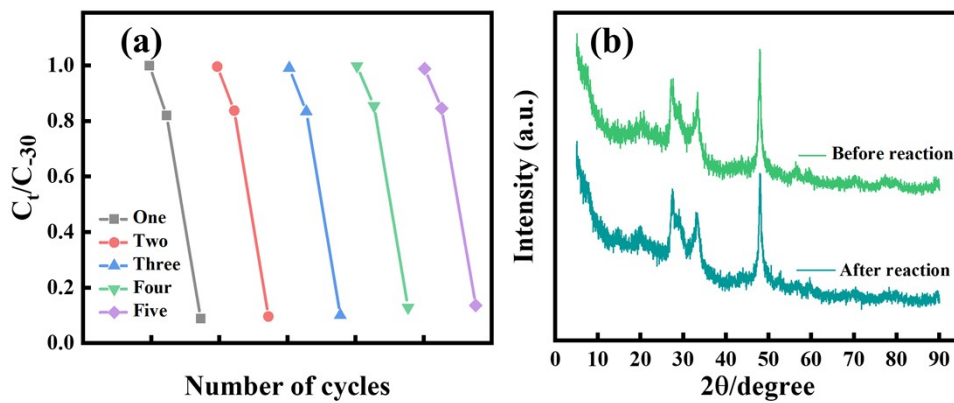 (a)
1.0
0.8
0.6
0.4
0.2
0.0
Cₜ/C₋₃₀
One
Two
Three
Four
Five
Number of cycles
(b)
Intensity (a.u.)
Before reaction
After reaction
0 10 20 30 40 50 60 70 80 90
2θ/degree